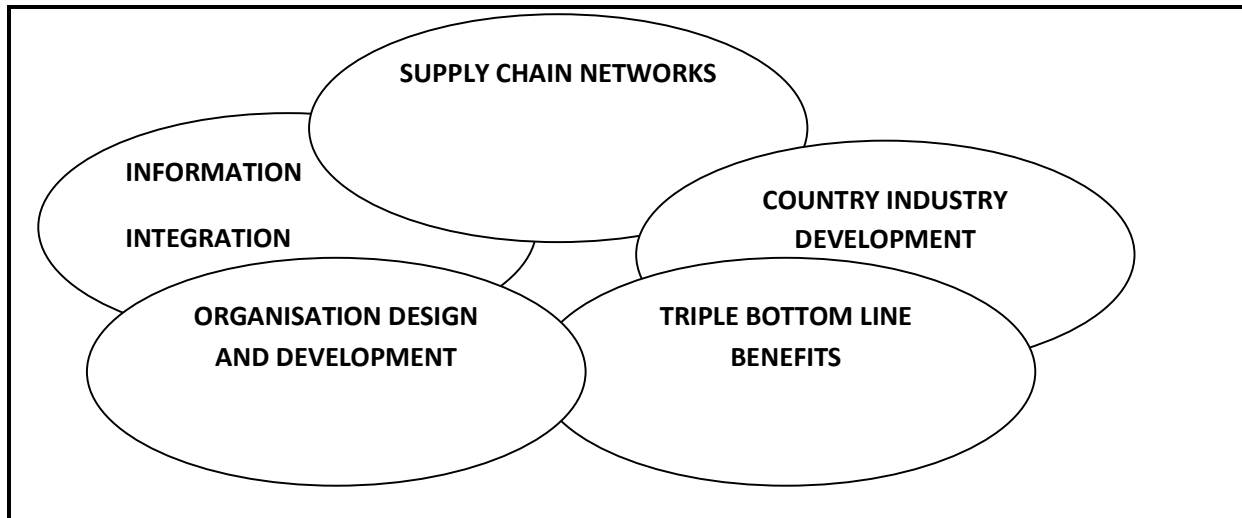 SUPPLY CHAIN NETWORKS
INFORMATION
INTEGRATION
COUNTRY INDUSTRY
DEVELOPMENT
ORGANISATION DESIGN
AND DEVELOPMENT
TRIPLE BOTTOM LINE
BENEFITS